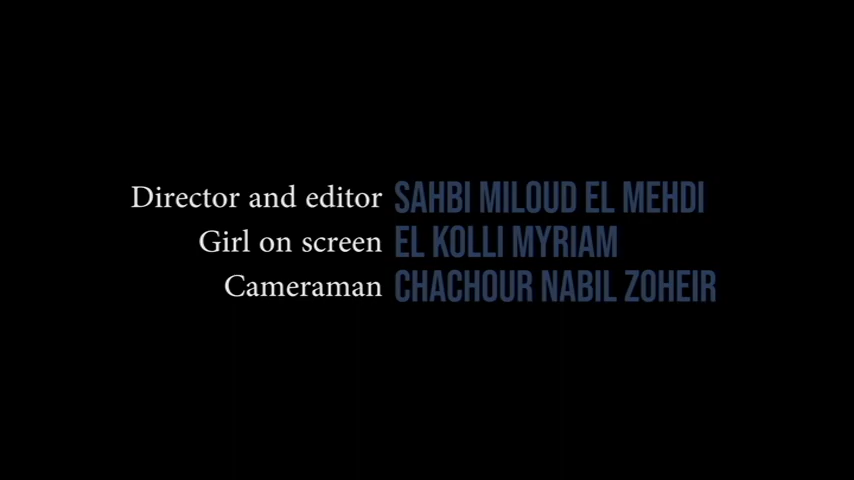 Director and editor SAHBI MILOUD EL MEHDI
Girl on screen EL KOLLI MYRIAM
Cameraman CHACHOUR NABIL ZOHEIR